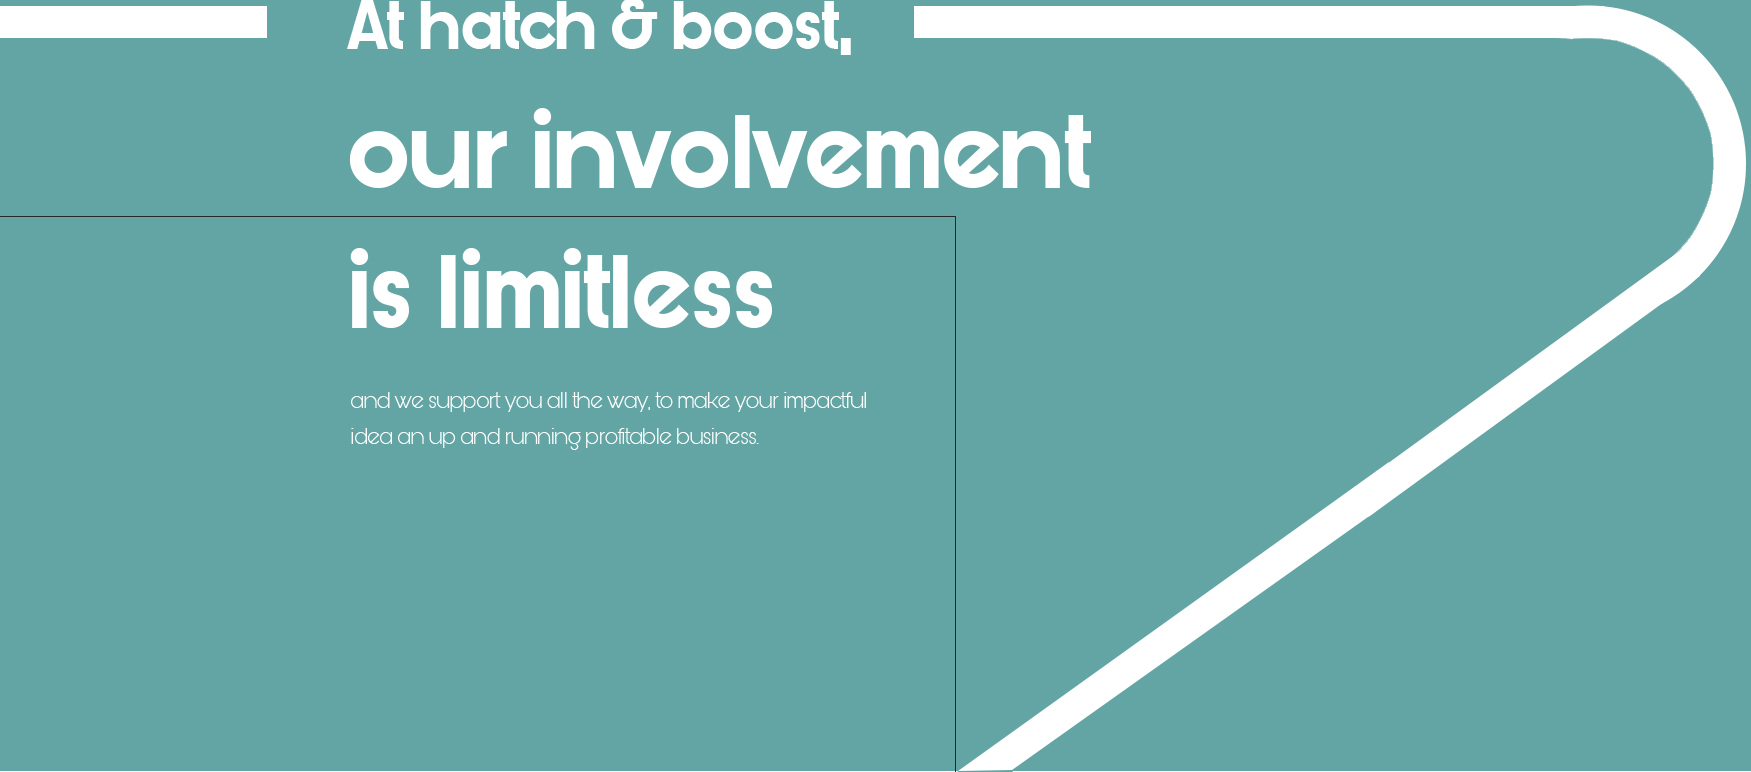 At hatch & boost,
our involvement
is limitless
and we support you all the way, to make your impactful
idea an up and running profitable business.